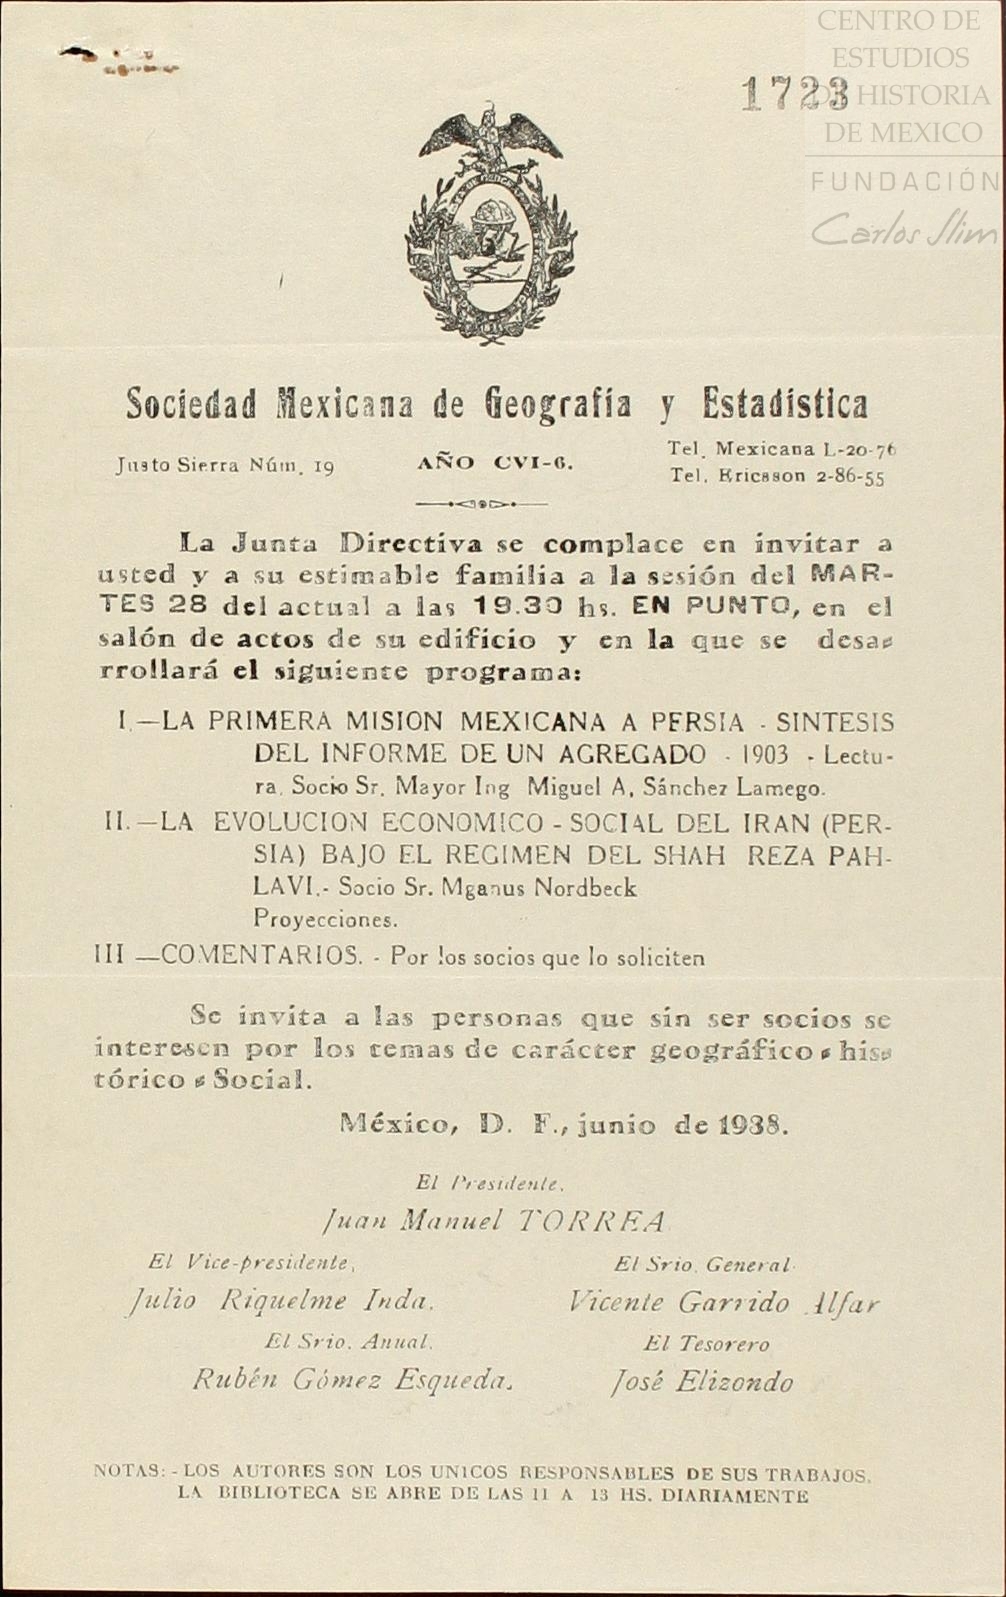 CENTRO DE
ESTUDIOS
DE HISTORIA
DE MEXICO
FUNDACIÓN
Carlos Slim
1723
Sociedad Mexicana de Geografía y Estadística
Justo Sierra Núm. 19
AÑO CVI-6.
Tel. Mexicana L-20-76
Tel. Ericsson 2-86-55
La Junta Directiva se complace en invitar a
usted y a su estimable familia a la sesión del MAR-
TES 28 del actual a las 19.30 hs. EN PUNTO, en el
salón de actos de su edificio y en la que se desa-
rrollará el siguiente programa:
I.—LA PRIMERA MISION MEXICANA A PERSIA - SINTESIS
DEL INFORME DE UN AGREGADO - 1903 - Lectu-
ra. Socio Sr. Mayor Ing Miguel A. Sánchez Lamego.
II.—LA EVOLUCION ECONOMICO - SOCIAL DEL IRAN (PER-
SIA) BAJO EL REGIMEN DEL SHAH REZA PAH-
LAVI.- Socio Sr. Mganus Nordbeck
Proyecciones.
III —COMENTARIOS. - Por los socios que lo soliciten
Se invita a las personas que sin ser socios se
interesen por los temas de carácter geográfico - his-
tórico - Social.
México, D. F., junio de 1938.
El Presidente,
Juan Manuel TORREA
El Vice-presidente,
Julio Riquelme Inda.
El Srio. General
Vicente Garrido Alfar
El Srio. Anual.
Rubén Gómez Esqueda.
El Tesorero
José Elizondo
NOTAS: - LOS AUTORES SON LOS UNICOS RESPONSABLES DE SUS TRABAJOS.
LA BIBLIOTECA SE ABRE DE LAS 11 A 13 HS. DIARIAMENTE